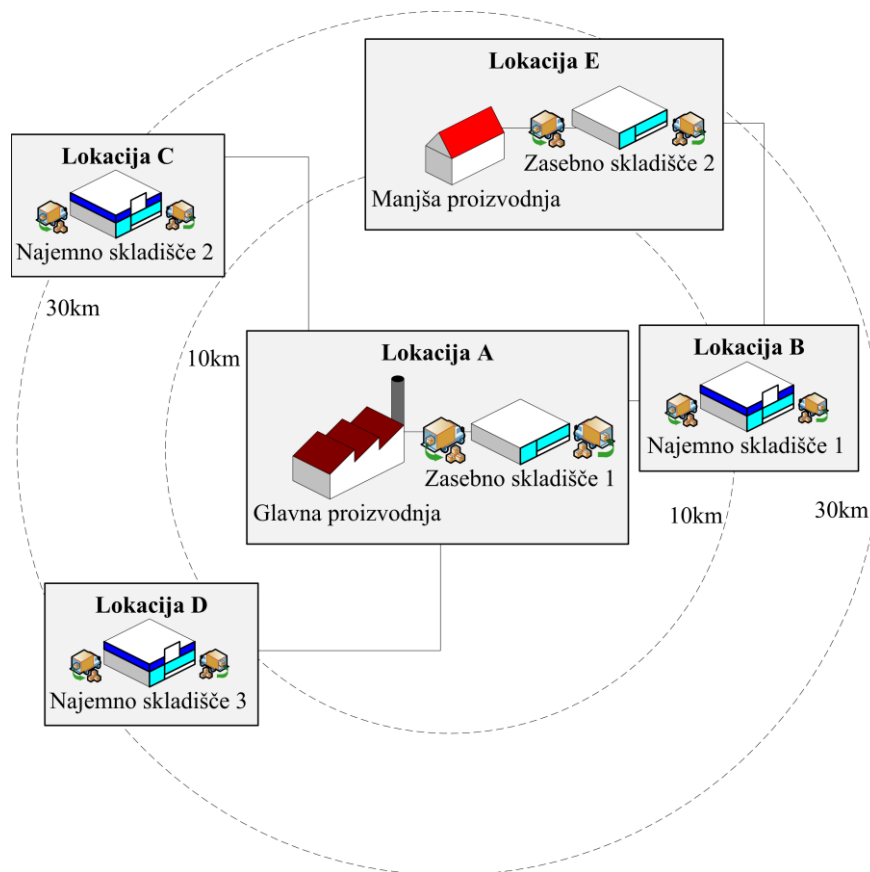 Lokacija E
Zasebno skladišče 2
Manjša proizvodnja
Lokacija C
Najemno skladišče 2
30km
10km
Lokacija A
Zasebno skladišče 1
Glavna proizvodnja
Lokacija B
Najemno skladišče 1
10km
30km
Lokacija D
Najemno skladišče 3